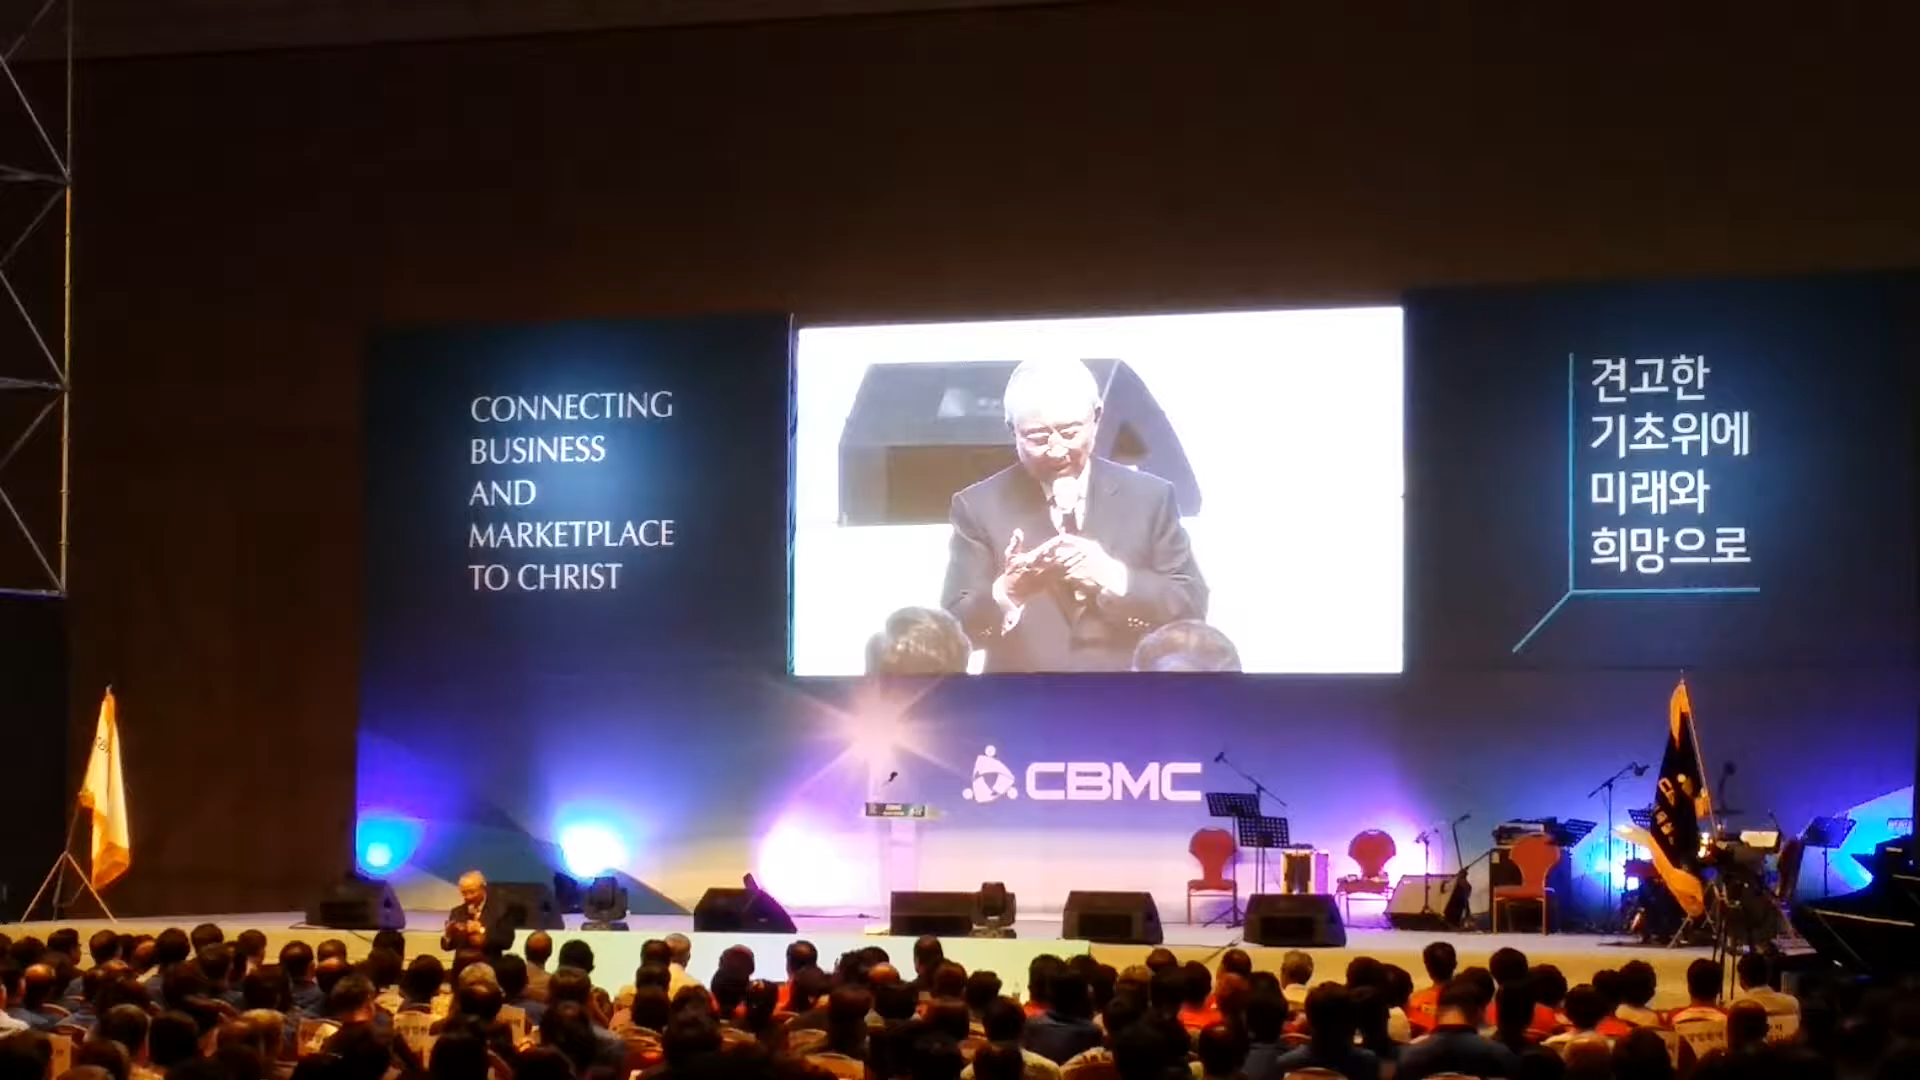 CONNECTING
BUSINESS
AND
MARKETPLACE
TO CHRIST
견고한
기초위에
미래와
희망으로
CBMC